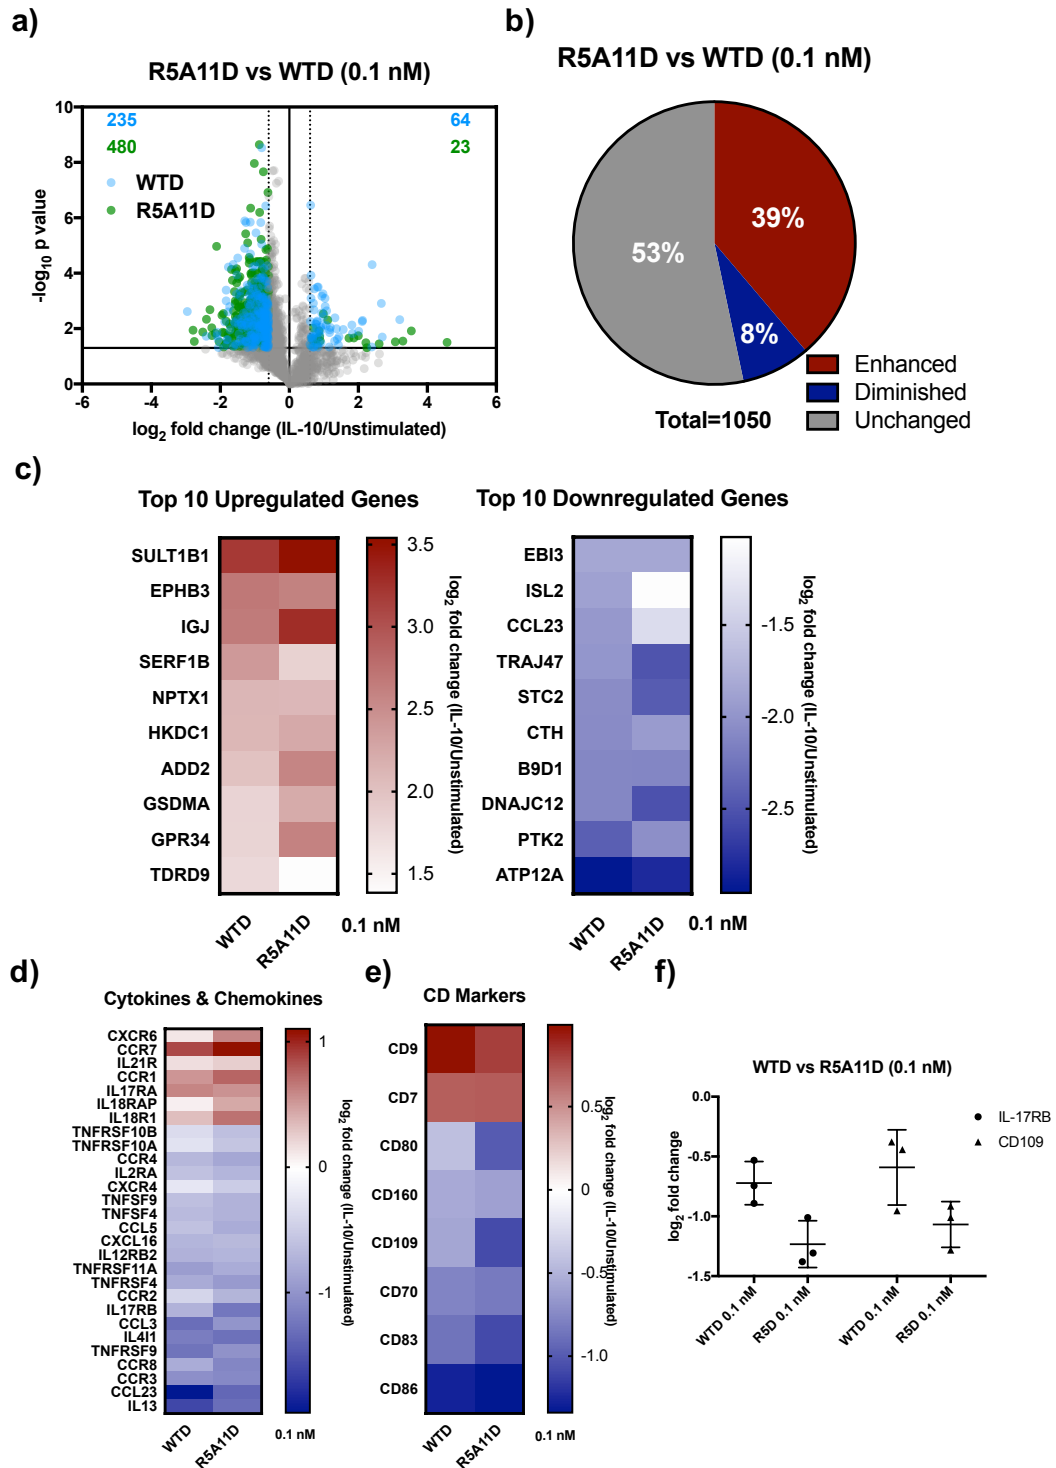 a)
R5A11D vs WTD (0.1 nM)
10
8
6
4
2
0
-log10 p value
235
480
64
23
WTD
R5A11D
-6
-4
-2
0
2
4
6
log2 fold change (IL-10/Unstimulated)
b)
R5A11D vs WTD (0.1 nM)
39%
53%
8%
Enhanced
Diminished
Unchanged
Total=1050
c)
Top 10 Upregulated Genes
SULT1B1
EPHB3
IGJ
SERF1B
NPTX1
HKDC1
ADD2
GSDMA
GPR34
TDRD9
WTD
R5A11D
0.1 nM
3.5
3.0
2.5
2.0
1.5
log2 fold change (IL-10/Unstimulated)
Top 10 Downregulated Genes
EBI3
ISL2
CCL23
TRAJ47
STC2
CTH
B9D1
DNAJC12
PTK2
ATP12A
WTD
R5A11D
0.1 nM
-1.5
-2.0
-2.5
log2 fold change (IL-10/Unstimulated)
d)
Cytokines & Chemokines
CXCR6
CCR7
IL21R
CCR1
IL17RA
IL18RAP
IL18R1
TNFRSF10B
TNFRSF10A
CCR4
IL2RA
CXCR4
TNFSF9
TNFSF4
CCL5
CXCL16
IL12RB2
TNFRSF11A
TNFRSF4
CCR2
IL17RB
CCL3
IL4I1
TNFRSF9
CCR8
CCR3
CCL23
IL13
WTD
R5A11D
0.1 nM
1
0
-1
log2 fold change (IL-10/Unstimulated)
e)
CD Markers
CD9
CD7
CD80
CD160
CD109
CD70
CD83
CD86
WTD
R5A11D
0.1 nM
0.5
0
-0.5
-1.0
log2 fold change (IL-10/Unstimulated)
f)
WTD vs R5A11D (0.1 nM)
0.0
-0.5
-1.0
-1.5
log2 fold change
IL-17RB
CD109
WTD 0.1 nM
R5D 0.1 nM
WTD 0.1 nM
R5D 0.1 nM